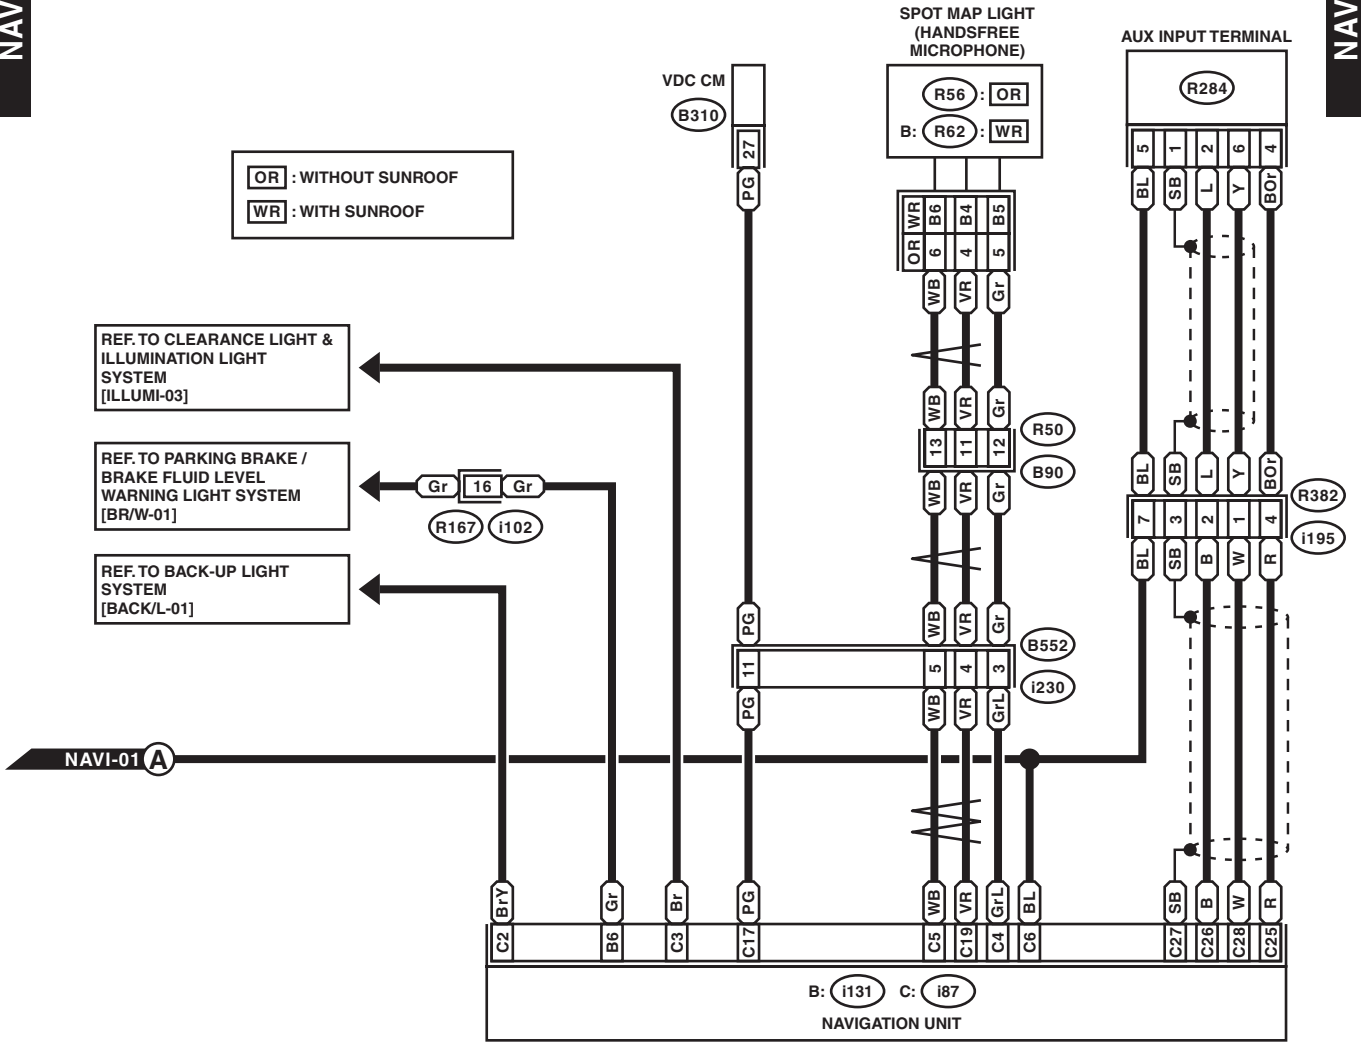 NAVI
NAVI
SPOT MAP LIGHT
(HANDSFREE
MICROPHONE)
AUX INPUT TERMINAL
VDC CM
B310
R56 : OR
B: R62 : WR
R284
27
5 1 2 6 4
PG
BL SB L Y BOr
OR : WITHOUT SUNROOF
WR : WITH SUNROOF
WR B6 B4 B5
OR 6 4 5
WB VR Gr
REF. TO CLEARANCE LIGHT &
ILLUMINATION LIGHT
SYSTEM
[ILLUMI-03]
WB VR Gr
13 11 12
R50
B90
WB VR Gr
REF. TO PARKING BRAKE /
BRAKE FLUID LEVEL
WARNING LIGHT SYSTEM
[BR/W-01]
Gr 16 Gr
R167 i102
BL SB L Y BOr
R382
7 3 2 1 4
i195
BL SB B W R
REF. TO BACK-UP LIGHT
SYSTEM
[BACK/L-01]
PG WB VR Gr
B552
11 5 4 3
i230
PG WB VR GrL
NAVI-01 A
BrY Gr Br PG WB VR GrL BL SB B W R
C2 B6 C3 C17 C5 C19 C4 C6 C27 C26 C28 C25
B: i131 C: i87
NAVIGATION UNIT